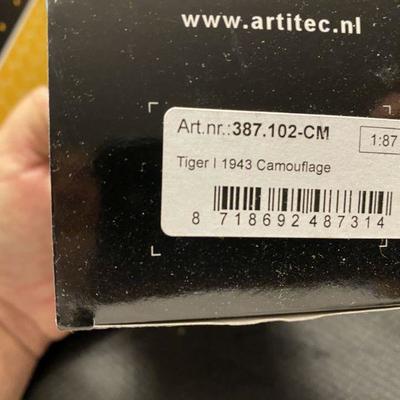 www.artitec.nl
Art.nr.:387.102-CM
1:87
Tiger I 1943 Camouflage
8 718692 487314